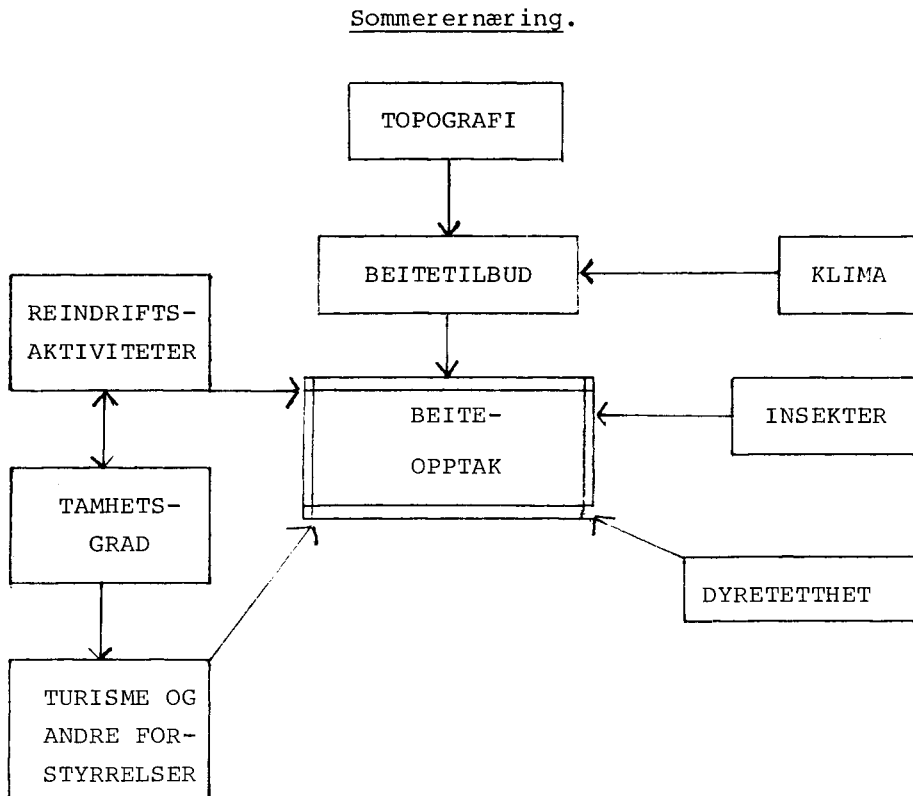 Sommerernæring.
TOPOGRAFI
BEITETILBUD
KLIMA
REINDRIFTS-
AKTIVITETER
BEITE-
OPPTAK
INSEKTER
TAMHETS-
GRAD
DYRETETTHET
TURISME OG
ANDRE FOR-
STYRRELSER